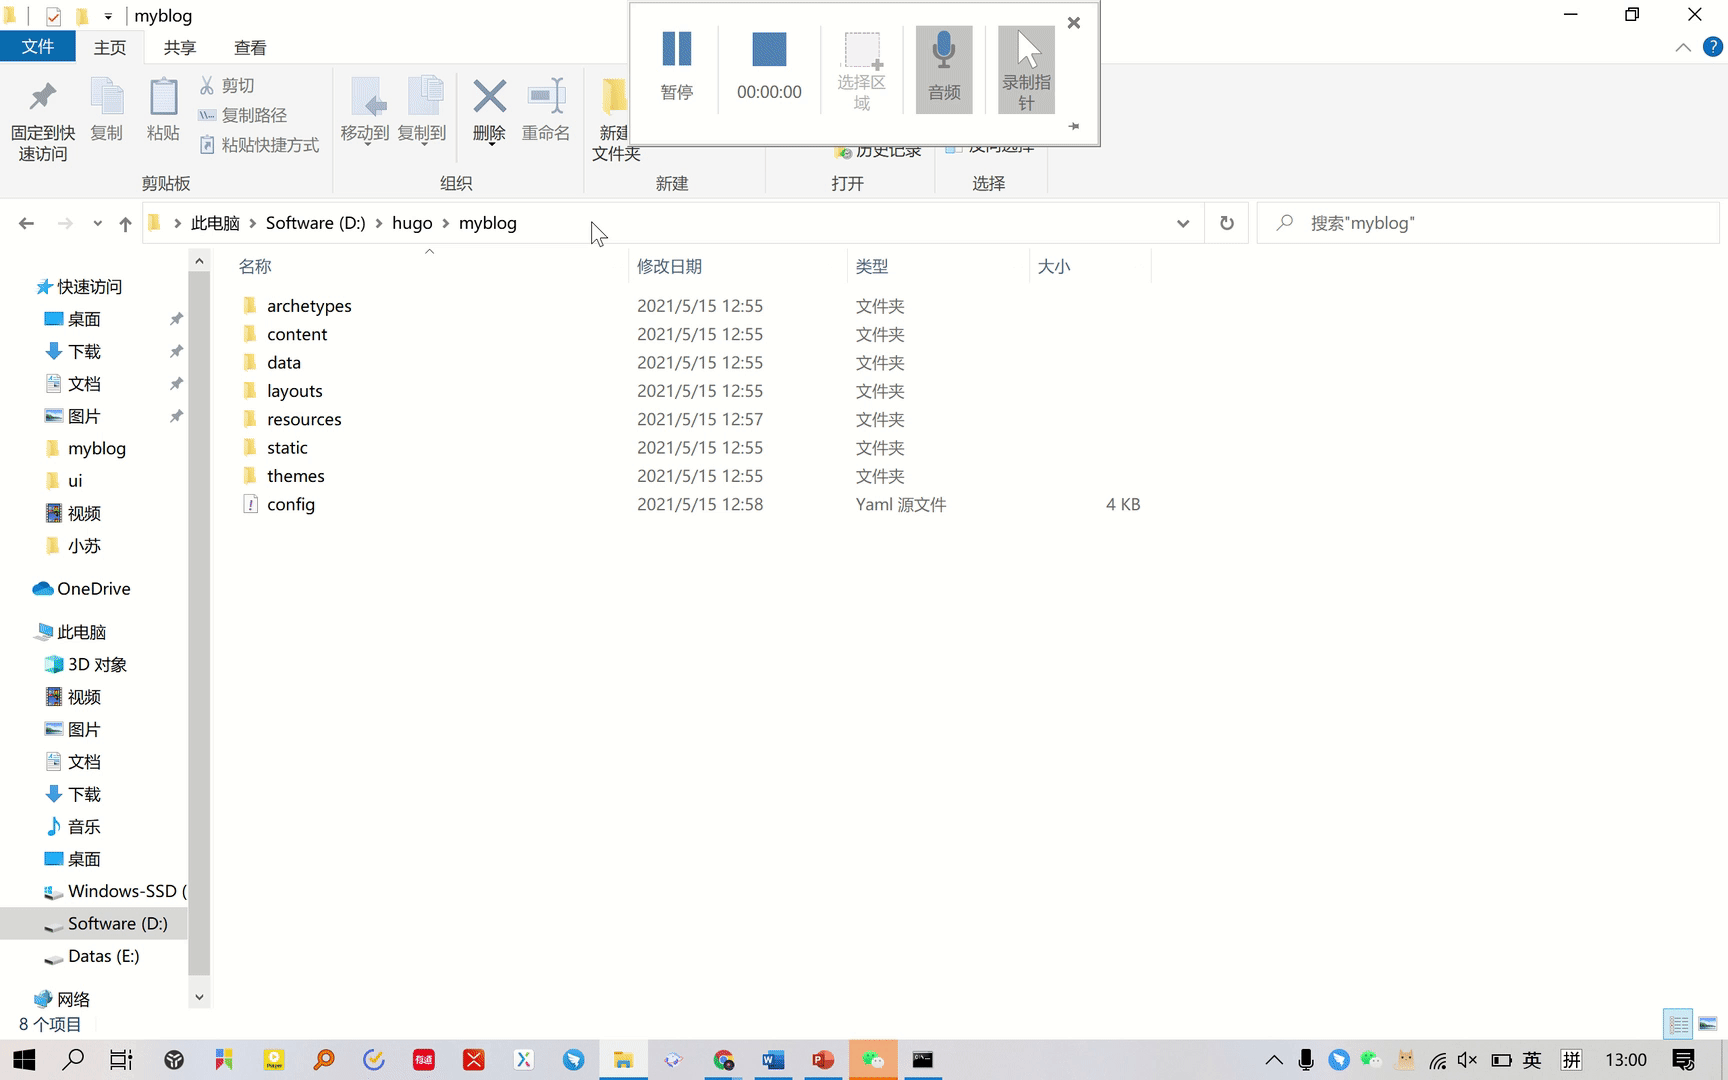 myblog
文件 主页 共享 查看
暂停
00:00:00
选择区域
音频
录制指针
固定到快速访问
复制
粘贴
剪切
复制路径
粘贴快捷方式
移动到
复制到
删除
重命名
新建
文件夹
历史记录
反向选择
剪贴板 组织 新建 打开 选择
此电脑 Software (D:) hugo myblog
搜索"myblog"
名称 修改日期 类型 大小
archetypes 2021/5/15 12:55 文件夹
content 2021/5/15 12:55 文件夹
data 2021/5/15 12:55 文件夹
layouts 2021/5/15 12:55 文件夹
resources 2021/5/15 12:57 文件夹
static 2021/5/15 12:55 文件夹
themes 2021/5/15 12:55 文件夹
config 2021/5/15 12:58 Yaml 源文件 4 KB
快速访问
桌面
下载
文档
图片
myblog
ui
视频
小苏
OneDrive
此电脑
3D 对象
视频
图片
文档
下载
音乐
桌面
Windows-SSD (
Software (D:)
Datas (E:)
网络
8 个项目
有道
英 拼 13:00